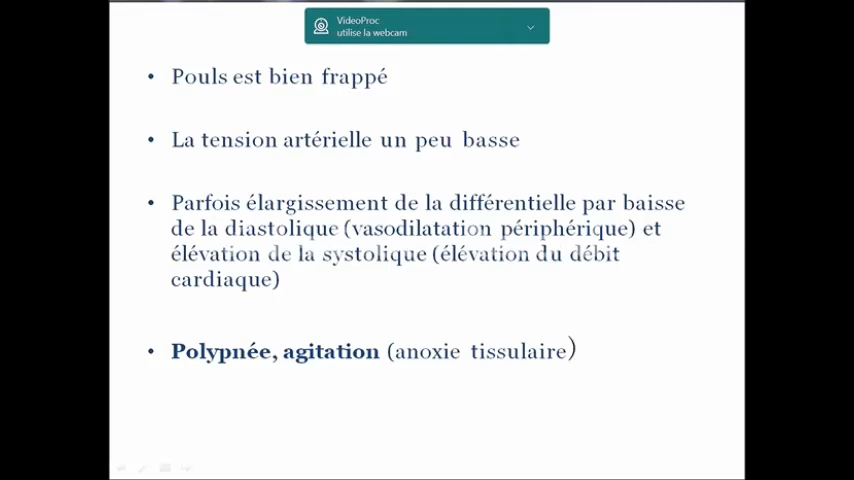 VideoProc
utilise la webcam
• Pouls est bien frappé
• La tension artérielle un peu basse
• Parfois élargissement de la différentielle par baisse
de la diastolique (vasodilatation périphérique) et
élévation de la systolique (élévation du débit
cardiaque)
• Polypnée, agitation (anoxie tissulaire)